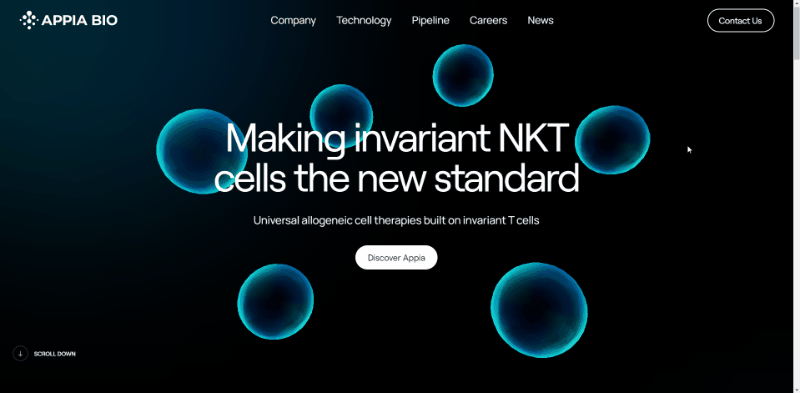 APPIA BIO
Company Technology Pipeline Careers News
Contact Us
Making invariant NKT
cells the new standard
Universal allogeneic cell therapies built on invariant T cells
Discover Appia
SCROLL DOWN